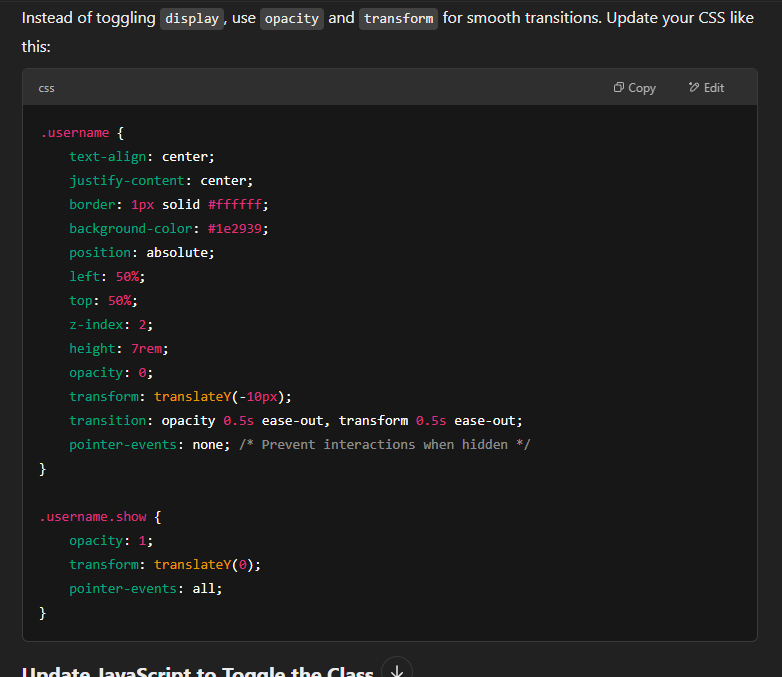 Instead of toggling display, use opacity and transform for smooth transitions. Update your CSS like
this:
css Copy Edit
.username {
    text-align: center;
    justify-content: center;
    border: 1px solid #ffffff;
    background-color: #1e2939;
    position: absolute;
    left: 50%;
    top: 50%;
    z-index: 2;
    height: 7rem;
    opacity: 0;
    transform: translateY(-10px);
    transition: opacity 0.5s ease-out, transform 0.5s ease-out;
    pointer-events: none; /* Prevent interactions when hidden */
}
.username.show {
    opacity: 1;
    transform: translateY(0);
    pointer-events: all;
}
Update JavaScript to Toggle the Class